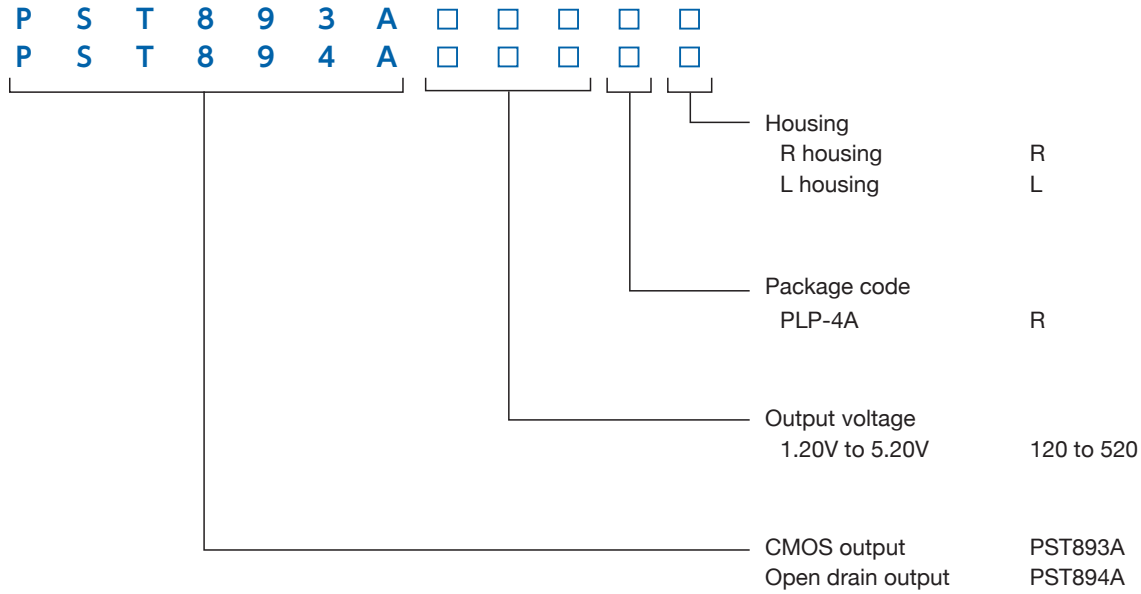 P S T 8 9 3 A □ □ □ □ □
P S T 8 9 4 A □ □ □ □ □
Housing
R housing R
L housing L
Package code
PLP-4A R
Output voltage
1.20V to 5.20V 120 to 520
CMOS output PST893A
Open drain output PST894A